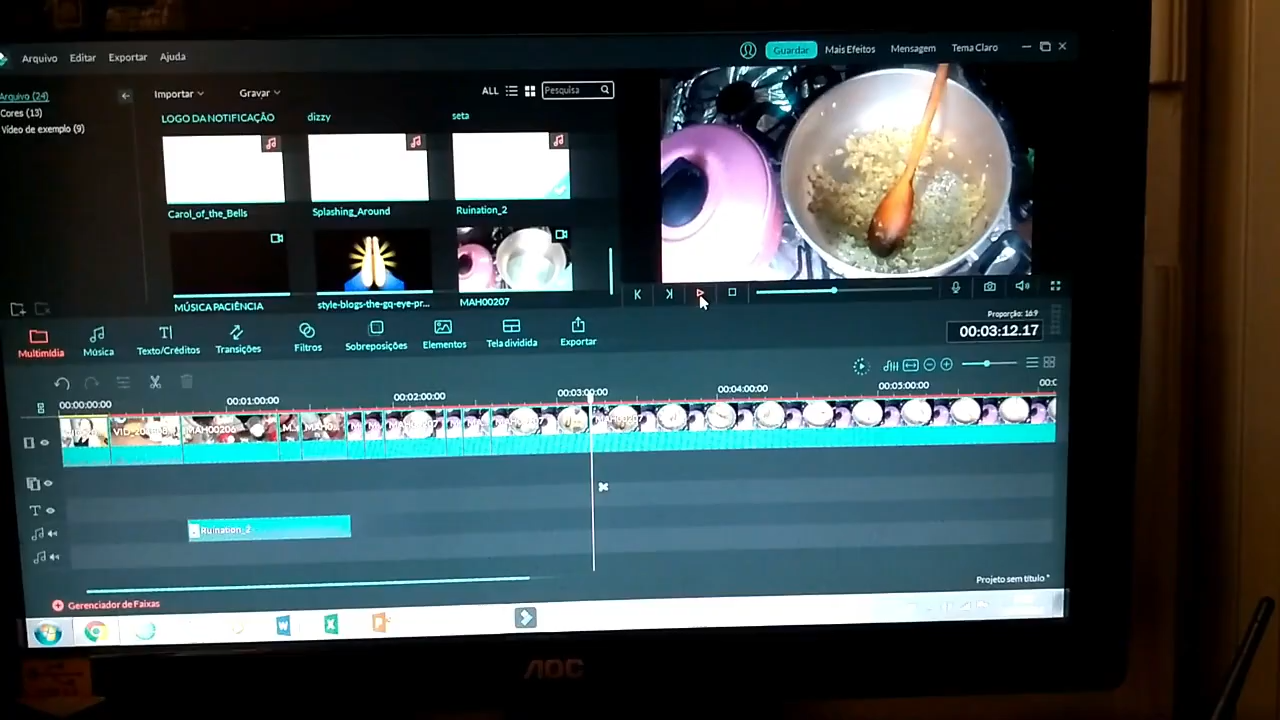 Arquivo Editar Exportar Ajuda
Guardar Mais Efeitos Mensagem Tema Claro
Arquivo (24)
Cores (13)
Vídeo de exemplo (9)
Importar Gravar ALL Pesquisa
LOGO DA NOTIFICAÇÃO dizzy seta
Carol_of_the_Bells Splashing_Around Ruination_2
MÚSICA PACIÊNCIA style-blogs-the-gq-eye-pr... MAH00207
Proporção: 16:9
00:03:12.17
Multimídia Música Texto/Créditos Transições Filtros Sobreposições Elementos Tela dividida Exportar
00:00:00:00 00:01:00:00 00:02:00:00 00:03:00:00 00:04:00:00 00:05:00:00
MAH00206
Ruination_2
Projeto sem título *
Gerenciador de Faixas
AOC